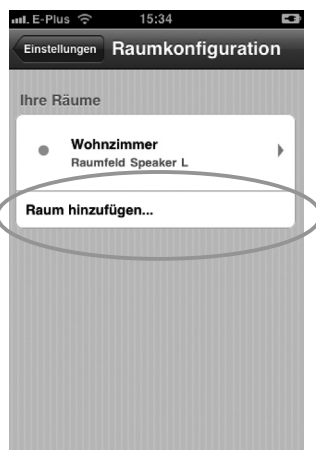 E-Plus 15:34
Einstellungen Raumkonfiguration
Ihre Räume
Wohnzimmer
Raumfeld Speaker L
Raum hinzufügen...